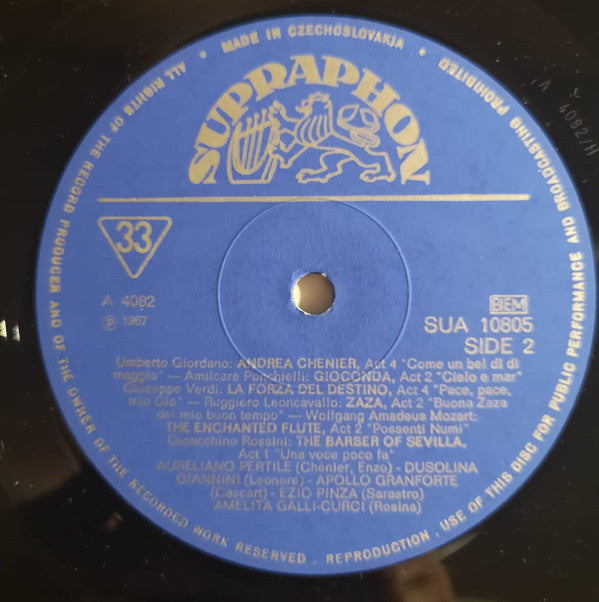 ALL RIGHTS OF THE RECORD PRODUCER AND OF THE OWNER OF THE RECORDED WORK RESERVED . REPRODUCTION , USE OF THIS DISC FOR PUBLIC PERFORMANCE AND BROADCASTING PROHIBITED
• MADE IN CZECHOSLOVAKIA •
SUPRAPHON
A 4082/H
33
A 4082
Ⓟ 1967
BIEM
SUA 10805
SIDE 2
Umberto Giordano: ANDREA CHENIER, Act 4 "Come un bel dì di
maggto" — Amilcare Ponchielli: GIOCONDA, Act 2 "Cielo e mar"
Giuseppe Verdi: LA FORZA DEL DESTINO, Act 4 "Pace, pace,
mio Dio" — Ruggiero Leoncavallo: ZAZA, Act 2 "Buona Zaza
del mio buon tempo" — Wolfgang Amadeus Mozart:
THE ENCHANTED FLUTE, Act 2 "Possenti Numi"
Gioacchino Rossini: THE BARBER OF SEVILLA,
Act 1 "Una voce poco fa"
AURELIANO PERTILE (Chénier, Enzo) - DUSOLINA
GIANNINI (Leonore) - APOLLO GRANFORTE
(Cascart) - EZIO PINZA (Sarastro)
AMELITA GALLI-CURCI (Rosina)